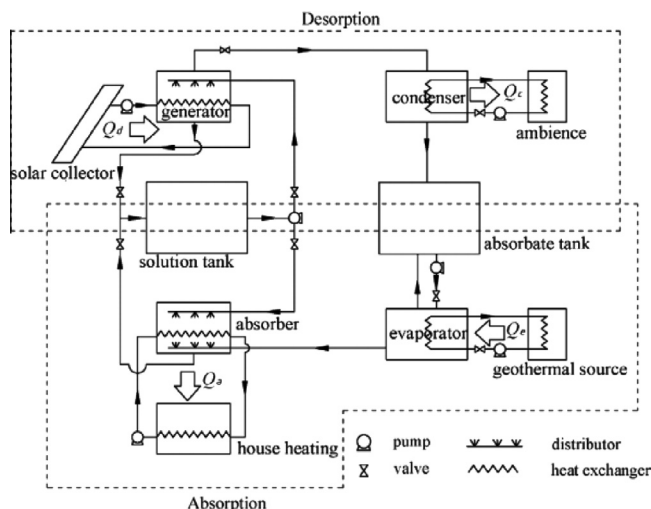 Desorption
generator
Qd
solar collector
condenser
Qc
ambience
solution tank
absorbate tank
absorber
evaporator
Qe
geothermal source
Qa
house heating
pump
distributor
valve
heat exchanger
Absorption